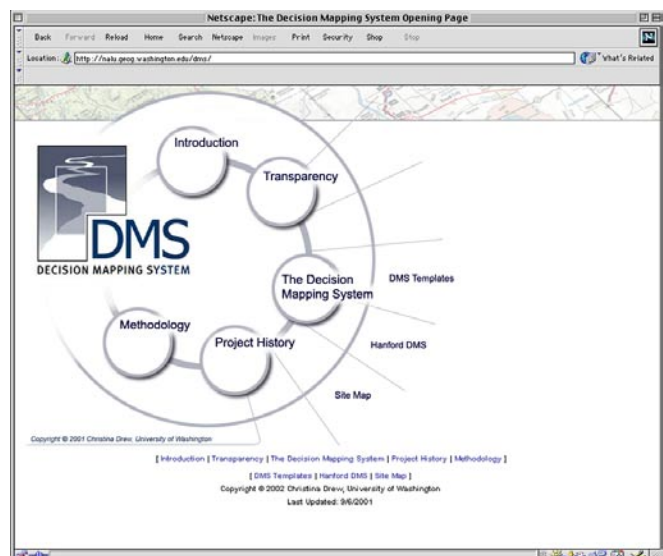 Netscape: The Decision Mapping System Opening Page
Back Forward Reload Home Search Netscape Images Print Security Shop Stop
Location: http://nalu.geog.washington.edu/dms/ What's Related
Introduction
Transparency
DMS
DECISION MAPPING SYSTEM
The Decision
Mapping System
DMS Templates
Methodology
Project History
Hanford DMS
Site Map
Copyright © 2001 Christina Drew, University of Washington
[ Introduction | Transparency | The Decision Mapping System | Project History | Methodology ]
[ DMS Templates | Hanford DMS | Site Map ]
Copyright © 2002 Christina Drew, University of Washington
Last Updated: 9/6/2001